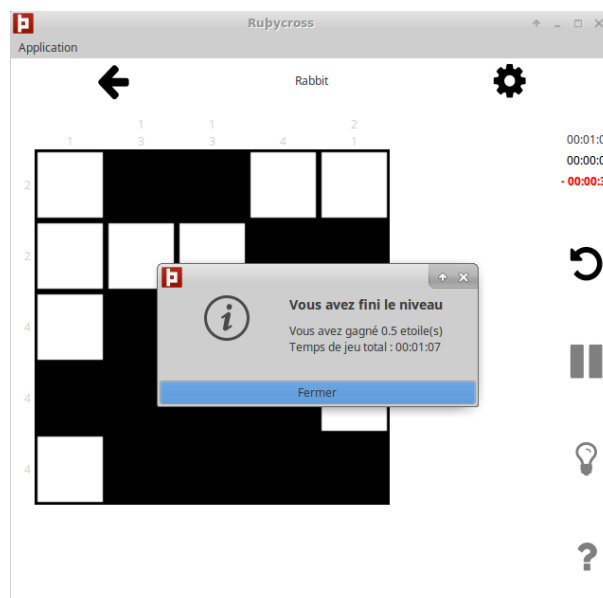 Ruþycross
Application
Rabbit
1 1 2
1 3 3 4 1
00:01:0
00:00:0
- 00:00:3
2
2
4
4
4
Vous avez fini le niveau
Vous avez gagné 0.5 etoile(s)
Temps de jeu total : 00:01:07
Fermer
?